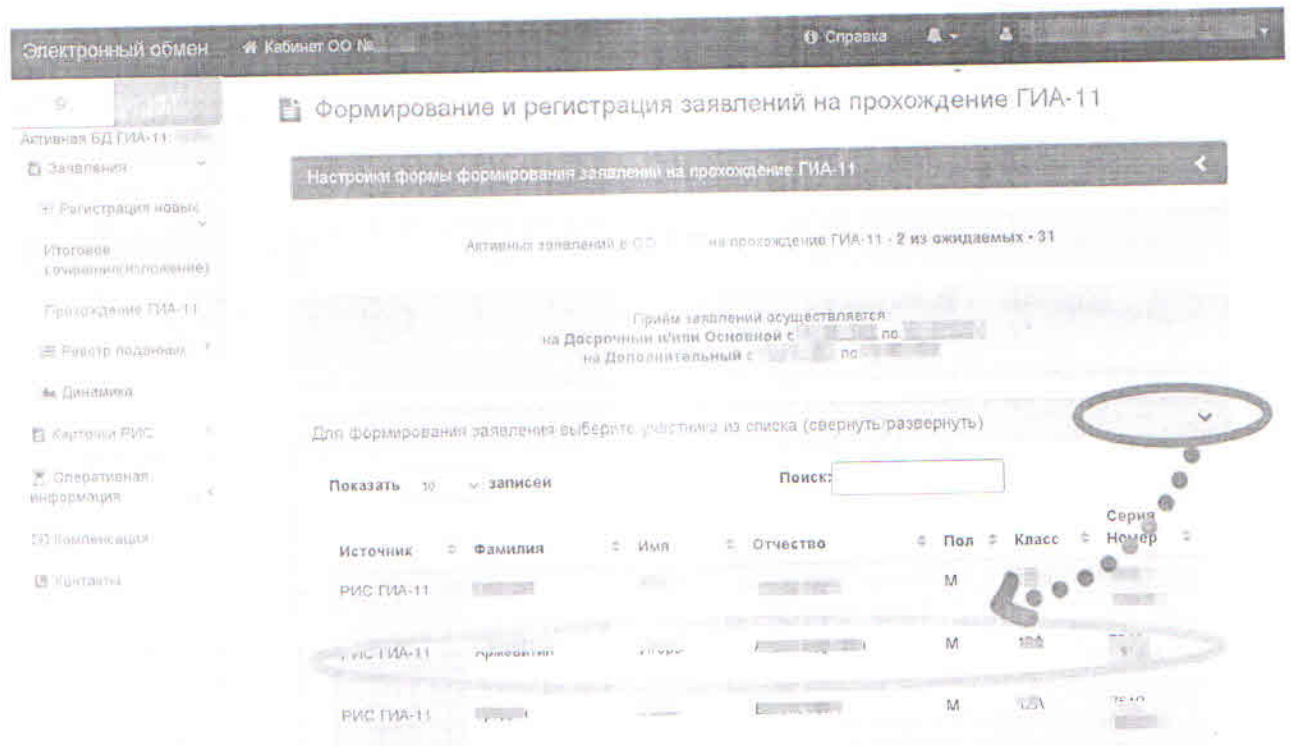 Электронный обмен
Кабинет ОО №
Справка
Формирование и регистрация заявлений на прохождение ГИА-11
Активная БД ГИА-11:
Заявления
Регистрация новых
Итоговое
сочинение(изложение)
Прохождение ГИА-11
Реестр поданных
Динамика
Карточки РИС
Оперативная
информация
Компенсация
Контакты
Настройки формы формирования заявлений на прохождение ГИА-11
Активных заявлений в ОО на прохождение ГИА-11 - 2 из ожидаемых - 31
Приём заявлений осуществляется
на Досрочный и/или Основной с по
на Дополнительный с по
Для формирования заявления выберите участника из списка (свернуть/развернуть)
Показать 10 записей
Поиск:
Источник Фамилия Имя Отчество Пол Класс Серия
Номер
РИС ГИА-11 М
РИС ГИА-11 М
РИС ГИА-11 М